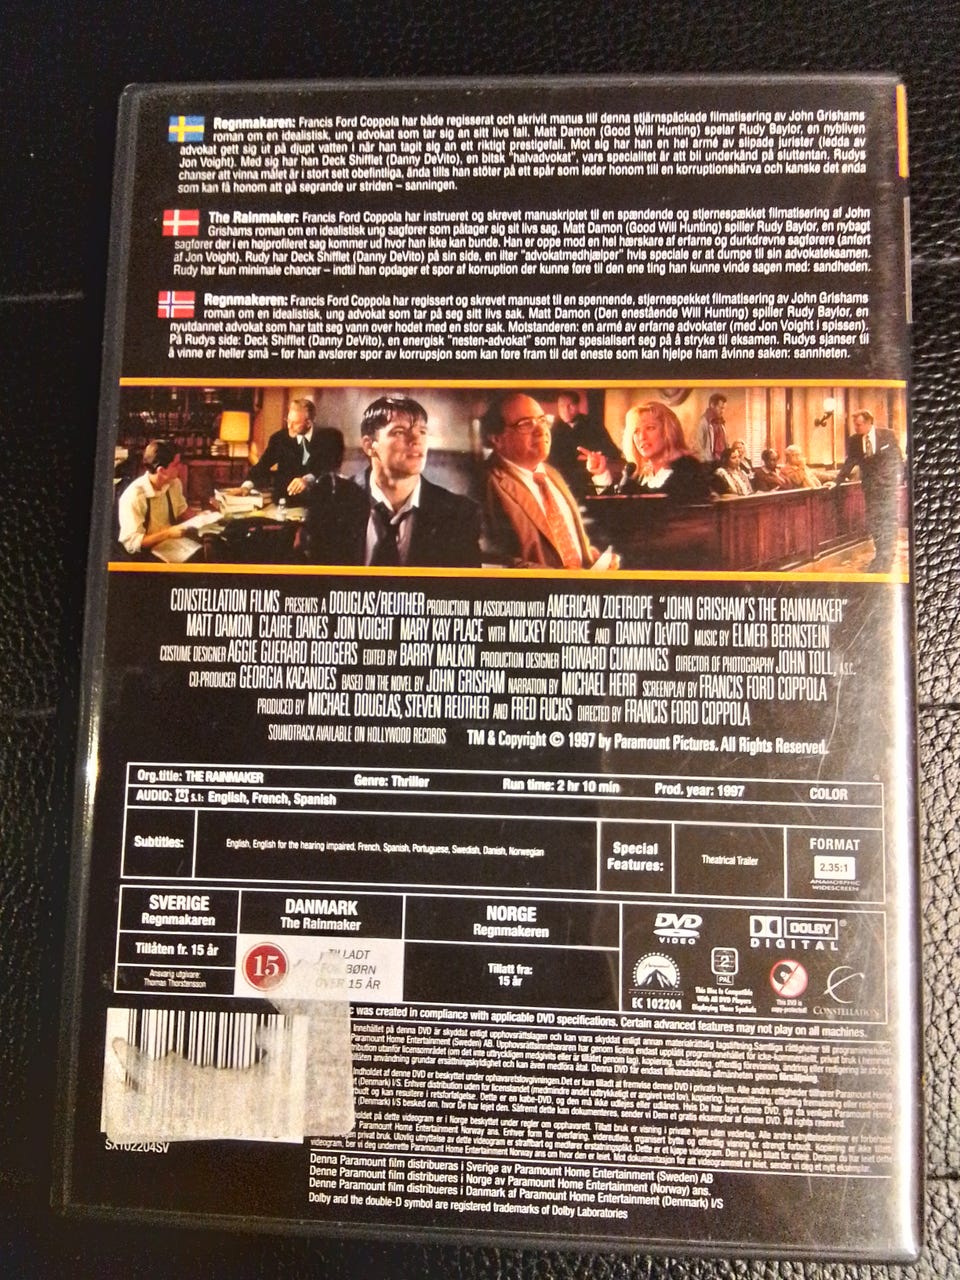 Regnmakaren: Francis Ford Coppola har både regisserat och skrivit manus till denna stjärnspäckade filmatisering av John Grishams
roman om en idealistisk, ung advokat som tar sig an sitt livs fall. Matt Damon (Good Will Hunting) spelar Rudy Baylor, en nybliven
advokat gett sig ut på djupt vatten i när han tagit sig an ett riktigt prestigefall. Mot sig har han en hel armé av slipade jurister (ledda av
Jon Voight). Med sig har han Deck Shifflet (Danny DeVito), en bitsk "halvadvokat", vars specialitet är att bli underkänd på sluttentan. Rudys
chanser att vinna målet är i stort sett obefintliga, ända tills han stöter på ett spår som leder honom till en korruptionshärva och kanske det enda
som kan få honom att gå segrande ur striden – sanningen.
The Rainmaker: Francis Ford Coppola har instrueret og skrevet manuskriptet til en spændende og stjernespækket filmatisering af John
Grishams roman om en idealistisk ung sagfører som påtager sig sit livs sag. Matt Damon (Good Will Hunting) spiller Rudy Baylor, en nybagt
sagfører der i en højprofileret sag kommer ud hvor han ikke kan bunde. Han er oppe mod en hel hærskare af erfarne og durkdrevne sagførere (anført
af Jon Voight). Rudy har Deck Shifflet (Danny DeVito) på sin side, en ilter "advokatmedhjælper" hvis speciale er at dumpe til sin advokateksamen.
Rudy har kun minimale chancer – indtil han opdager et spor af korruption der kunne føre til den ene ting han kunne vinde sagen med: sandheden.
Regnmakeren: Francis Ford Coppola har regissert og skrevet manuset til en spennende, stjernespekket filmatisering av John Grishams
roman om en idealistisk, ung advokat som tar på seg sitt livs sak. Matt Damon (Den enestående Will Hunting) spiller Rudy Baylor, en
nyutdannet advokat som har tatt seg vann over hodet med en stor sak. Motstanderen: en armé av erfarne advokater (med Jon Voight i spissen).
På Rudys side: Deck Shifflet (Danny DeVito), en energisk "nesten-advokat" som har spesialisert seg på å stryke til eksamen. Rudys sjanser til
å vinne er heller små – før han avslører spor av korrupsjon som kan føre fram til det eneste som kan hjelpe ham åvinne saken: sannheten.
CONSTELLATION FILMS PRESENTS A DOUGLAS/REUTHER PRODUCTION IN ASSOCIATION WITH AMERICAN ZOETROPE "JOHN GRISHAM'S THE RAINMAKER"
MATT DAMON CLAIRE DANES JON VOIGHT MARY KAY PLACE WITH MICKEY ROURKE AND DANNY DeVITO MUSIC BY ELMER BERNSTEIN
COSTUME DESIGNER AGGIE GUERARD RODGERS EDITED BY BARRY MALKIN PRODUCTION DESIGNER HOWARD CUMMINGS DIRECTOR OF PHOTOGRAPHY JOHN TOLL, A.S.C.
CO-PRODUCER GEORGIA KACANDES BASED ON THE NOVEL BY JOHN GRISHAM NARRATION BY MICHAEL HERR SCREENPLAY BY FRANCIS FORD COPPOLA
PRODUCED BY MICHAEL DOUGLAS, STEVEN REUTHER AND FRED FUCHS DIRECTED BY FRANCIS FORD COPPOLA
SOUNDTRACK AVAILABLE ON HOLLYWOOD RECORDS TM & Copyright © 1997 by Paramount Pictures. All Rights Reserved.
Org.title: THE RAINMAKER Genre: Thriller Run time: 2 hr 10 min Prod. year: 1997 COLOR
AUDIO: 5.1: English, French, Spanish
Subtitles: English, English for the hearing impaired, French, Spanish, Portuguese, Swedish, Danish, Norwegian
Special Features: Theatrical Trailer
FORMAT
2.35:1
ANAMORPHIC
WIDESCREEN
SVERIGE
Regnmakaren
Tillåten fr. 15 år
Ansvarig utgivare:
Thomas Thorstensson
DANMARK
The Rainmaker
15
TILLADT
FOR BØRN
OVER 15 ÅR
NORGE
Regnmakeren
Tillatt fra:
15 år
DVD
VIDEO
DOLBY
DIGITAL
Paramount
EC 102204
2
PAL
This Disc Is Compatible
With All DVD Players
Displaying These Symbols
This DVD is
copy-protected
CONSTELLATION
c was created in compliance with applicable DVD specifications. Certain advanced features may not play on all machines.
SX102204SV
Denna Paramount film distribueras i Sverige av Paramount Home Entertainment (Sweden) AB
Denne Paramount film distribueres i Norge av Paramount Home Entertainment (Norway) ans.
Denne Paramount film distribueres i Danmark af Paramount Home Entertainment (Denmark) I/S
Dolby and the double-D symbol are registered trademarks of Dolby Laboratories